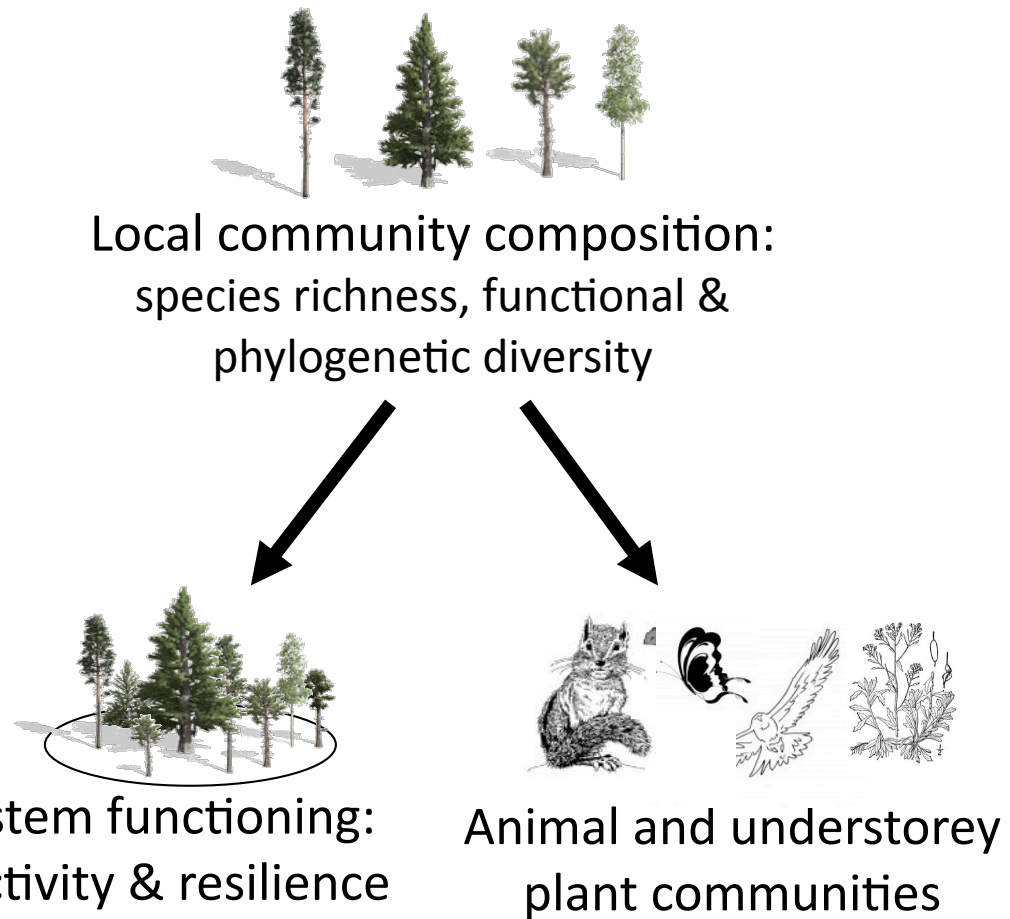 Local community composition:
species richness, functional &
phylogenetic diversity
stem functioning:
ctivity & resilience
Animal and understorey
plant communities